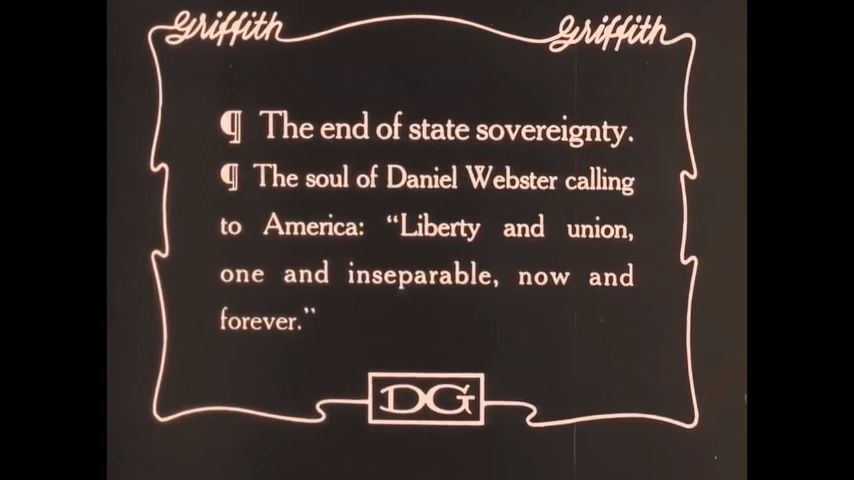 Griffith Griffith
¶ The end of state sovereignty.
¶ The soul of Daniel Webster calling
to America: “Liberty and union,
one and inseparable, now and
forever.”
DG